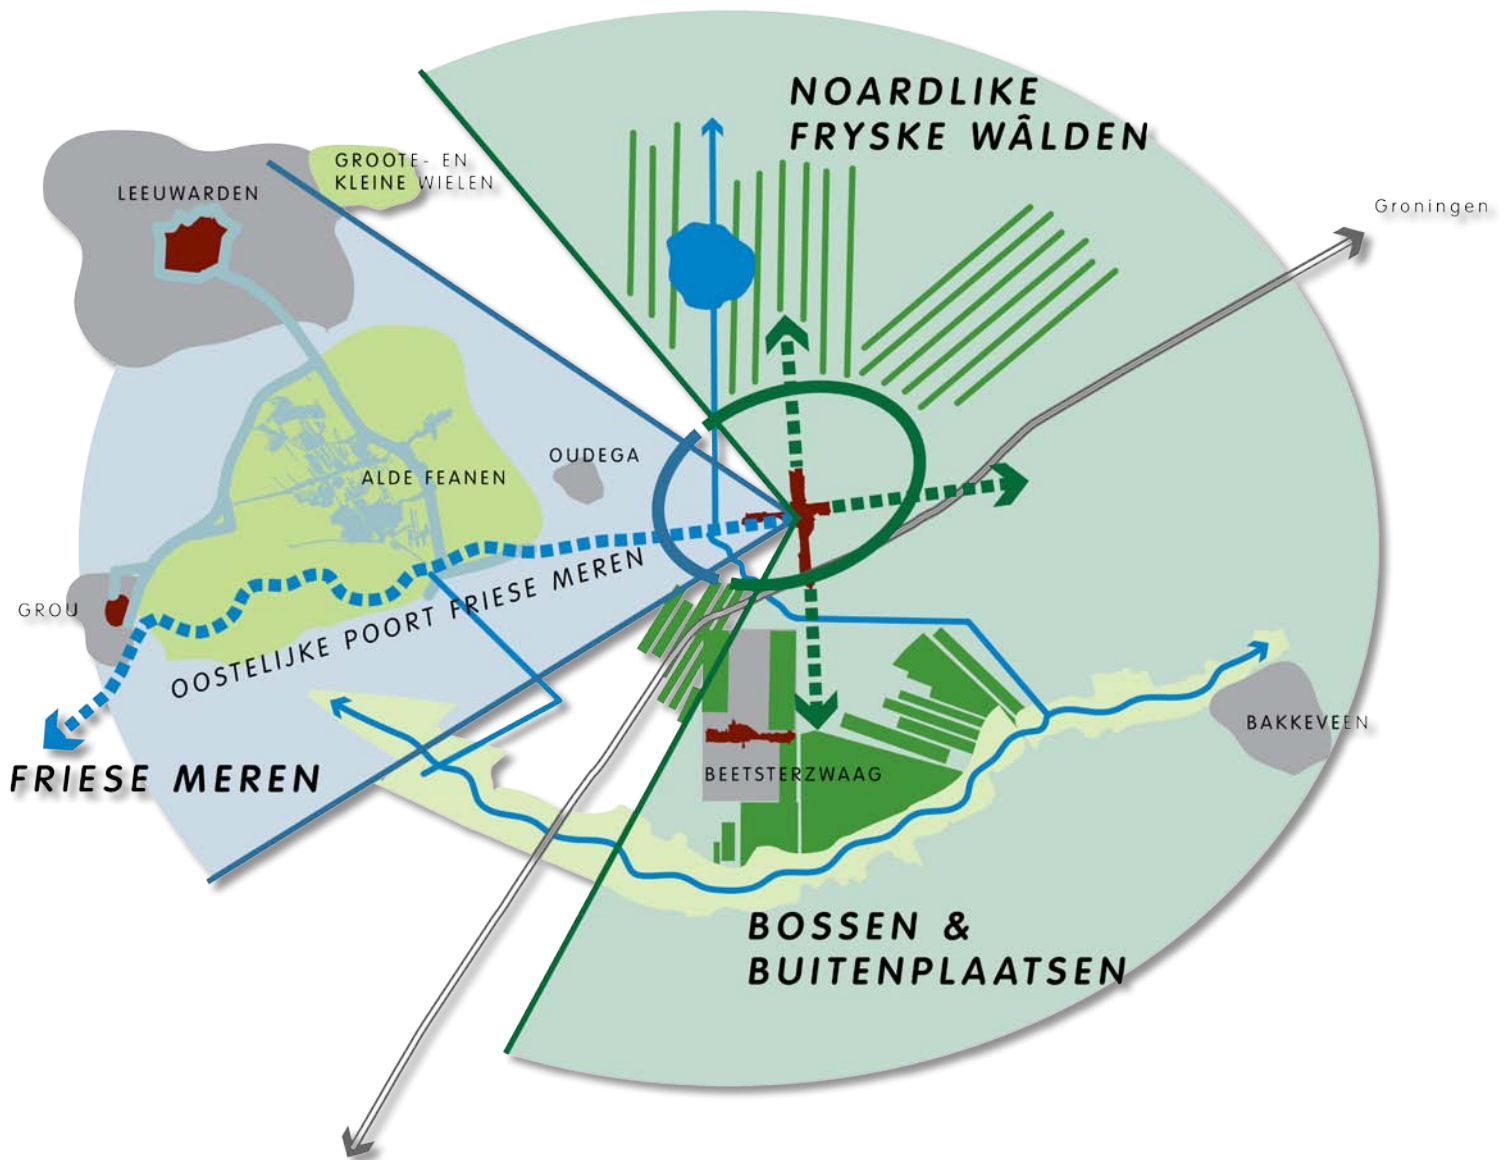 NOARDLIKE
FRYSKE WÂLDEN
GROOTE- EN
KLEINE WIELEN
LEEUWARDEN
Groningen
OUDEGA
ALDE FEANEN
GROU
OOSTELIJKE POORT FRIESE MEREN
BAKKEVEEN
FRIESE MEREN
BEETSTERZWAAG
BOSSEN &
BUITENPLAATSEN